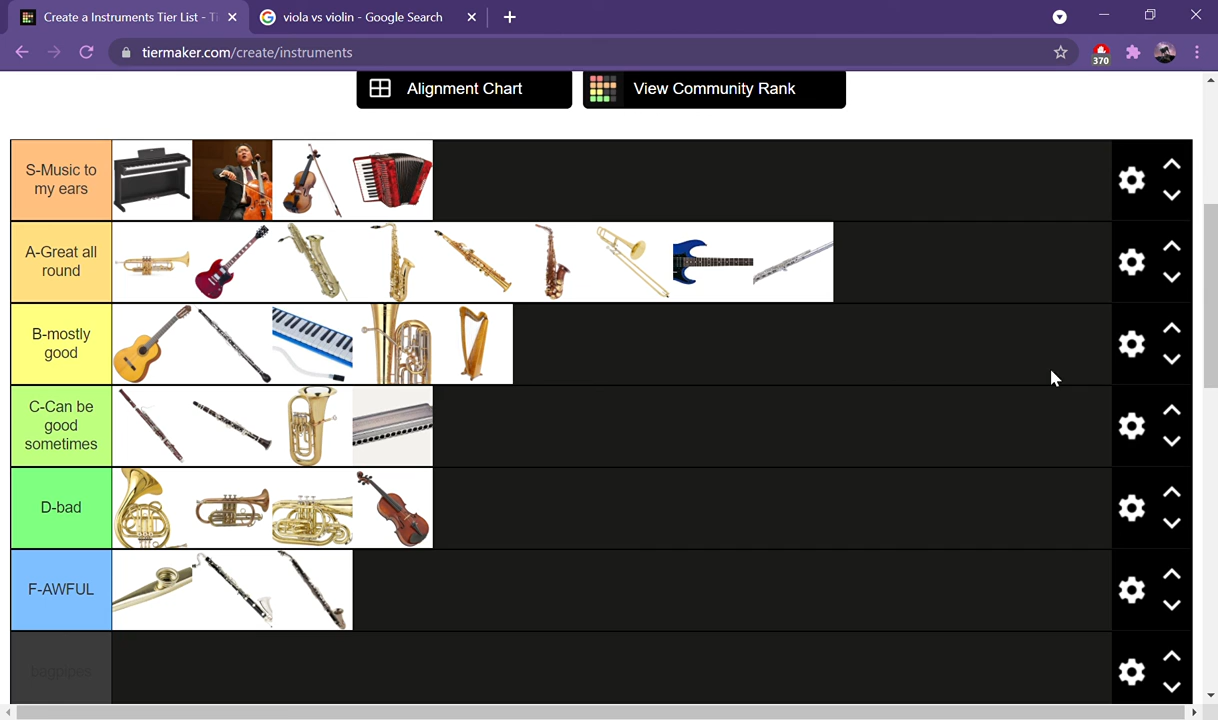 Create a Instruments Tier List - Ti
viola vs violin - Google Search
tiermaker.com/create/instruments
370
Alignment Chart
View Community Rank
S-Music to
my ears
A-Great all
round
B-mostly
good
C-Can be
good
sometimes
D-bad
F-AWFUL
bagpipes